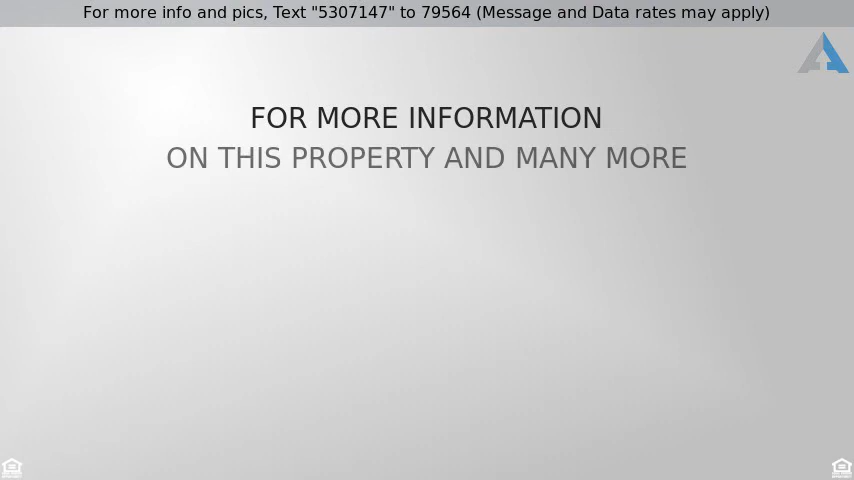 For more info and pics, Text "5307147" to 79564 (Message and Data rates may apply)
FOR MORE INFORMATION
ON THIS PROPERTY AND MANY MORE